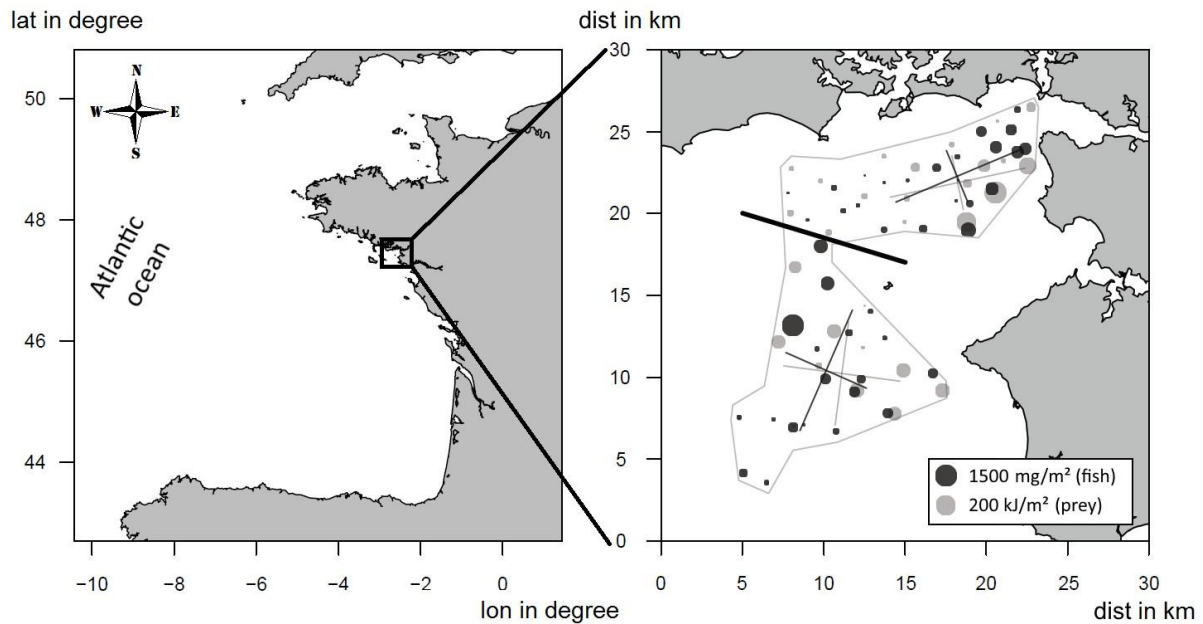 lat in degree
dist in km
N
W E
S
50
48
46
44
Atlantic
ocean
−10 −8 −6 −4 −2 0
lon in degree
30
25
20
15
10
5
0
1500 mg/m² (fish)
200 kJ/m² (prey)
0 5 10 15 20 25 30
dist in km